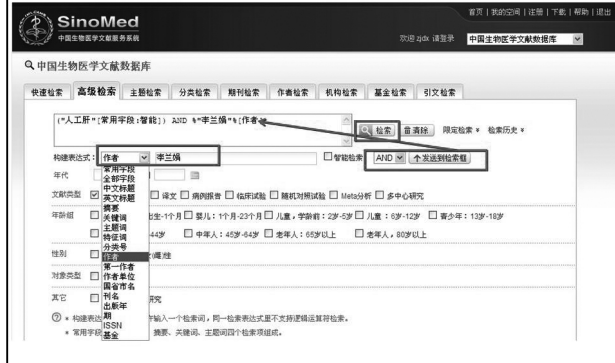 首页 | 我的空间 | 注册 | 下载 | 帮助 | 退出
SinoMed
中国生物医学文献服务系统
欢迎 zjdx 请登录 中国生物医学文献数据库
中国生物医学文献数据库
快速检索 高级检索 主题检索 分类检索 期刊检索 作者检索 机构检索 基金检索 引文检索
("人工肝"[常用字段:智能]) AND %"李兰娟"%[作者]
检索 清除 限定检索 检索历史
构建表达式: 作者 李兰娟 智能检索 AND 发送到检索框
常用字段
年代 全部字段
中文标题
文献类型 英文标题 译文 病例报告 临床试验 随机对照试验 Meta分析 多中心研究
摘要
年龄组 关键词 出生-1个月 婴儿:1个月-23个月 儿童,学龄前:2岁-5岁 儿童:6岁-12岁 青少年:13岁-18岁
主题词
特征词 -44岁 中年人:45岁-64岁 老年人:65岁以上 老年人,80岁以上
分类号
性别 作者
第一作者
对象类型 作者单位
国省市名
其它 刊名 研究
出版年
构建表达 期 输入一个检索词,同一检索表达式里不支持逻辑运算符检索。
ISSN
常用字段 基金 摘要、关键词、主题词四个检索项组成。